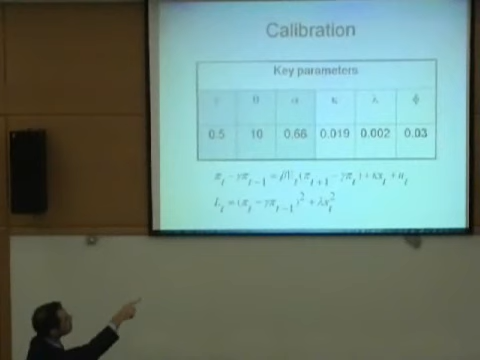 Calibration
Key parameters
γ θ α κ λ ϕ
0.5 10 0.66 0.019 0.002 0.03
π_t − γπ_{t−1} = βE_t(π_{t+1} − γπ_t) + κx_t + u_t
L_t = (π_t − γπ_{t−1})² + λx_t²